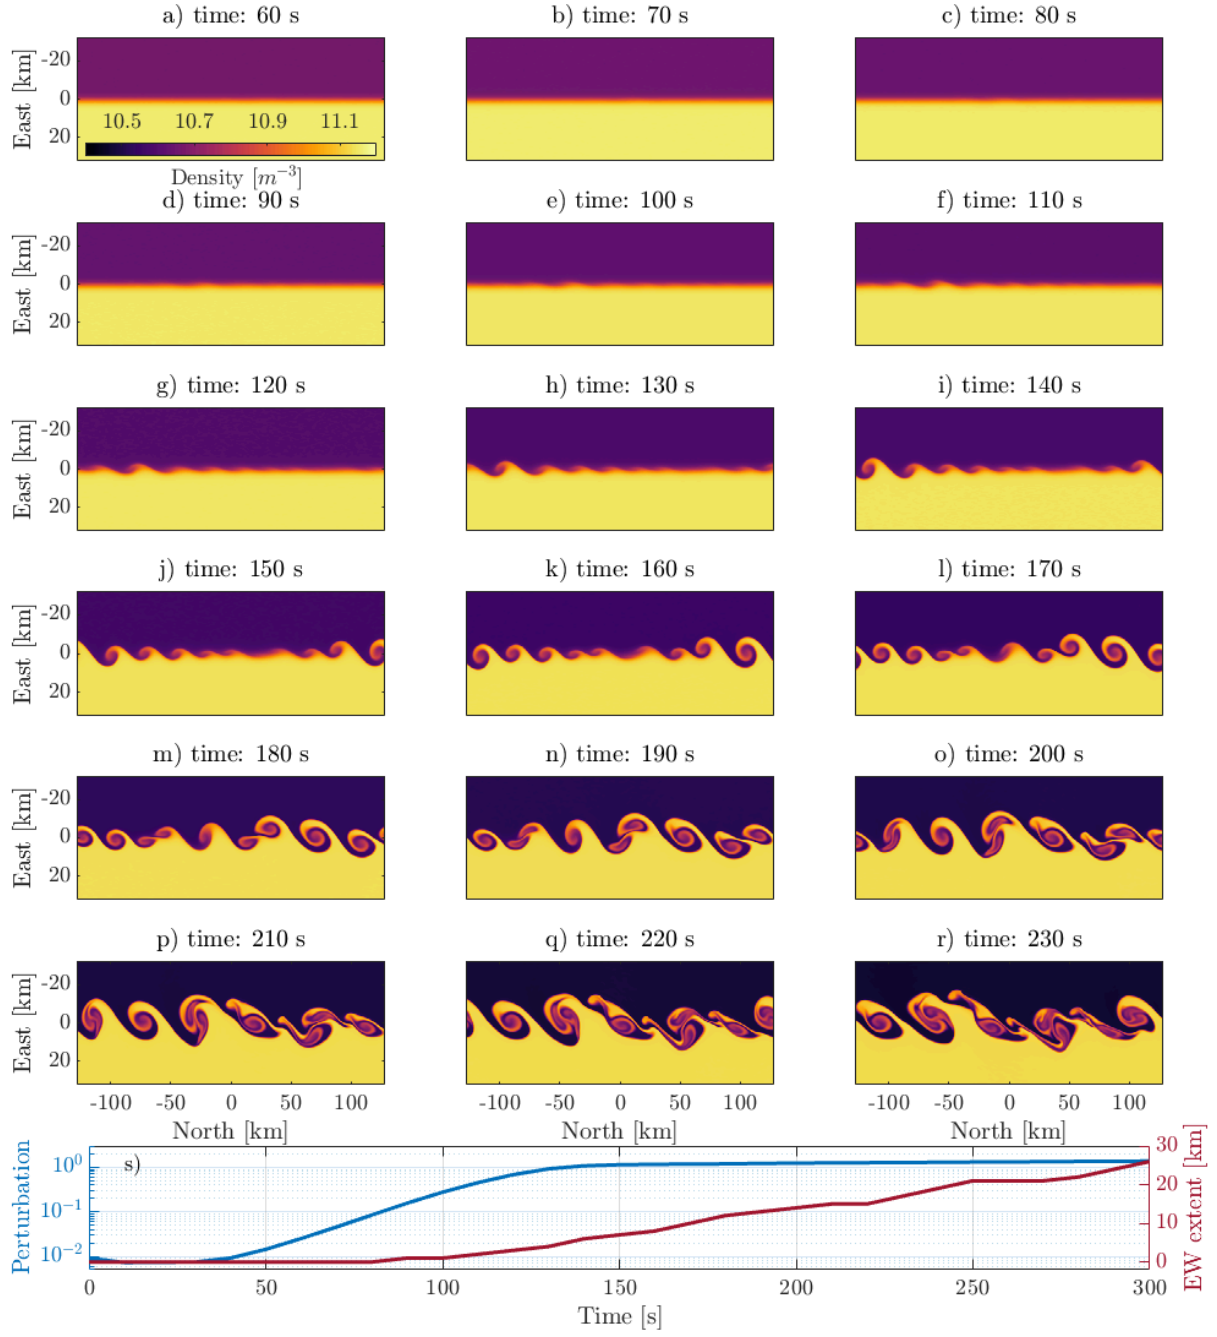 a) time: 60 s
b) time: 70 s
c) time: 80 s
East [km]
-20
0
20
10.5 10.7 10.9 11.1
Density [m⁻³]
d) time: 90 s
e) time: 100 s
f) time: 110 s
East [km]
-20
0
20
g) time: 120 s
h) time: 130 s
i) time: 140 s
East [km]
-20
0
20
j) time: 150 s
k) time: 160 s
l) time: 170 s
East [km]
-20
0
20
m) time: 180 s
n) time: 190 s
o) time: 200 s
East [km]
-20
0
20
p) time: 210 s
q) time: 220 s
r) time: 230 s
East [km]
-20
0
20
-100 -50 0 50 100
-100 -50 0 50 100
-100 -50 0 50 100
North [km]
North [km]
North [km]
s)
Perturbation
10⁰
10⁻¹
10⁻²
EW extent [km]
30
20
10
0
0 50 100 150 200 250 300
Time [s]